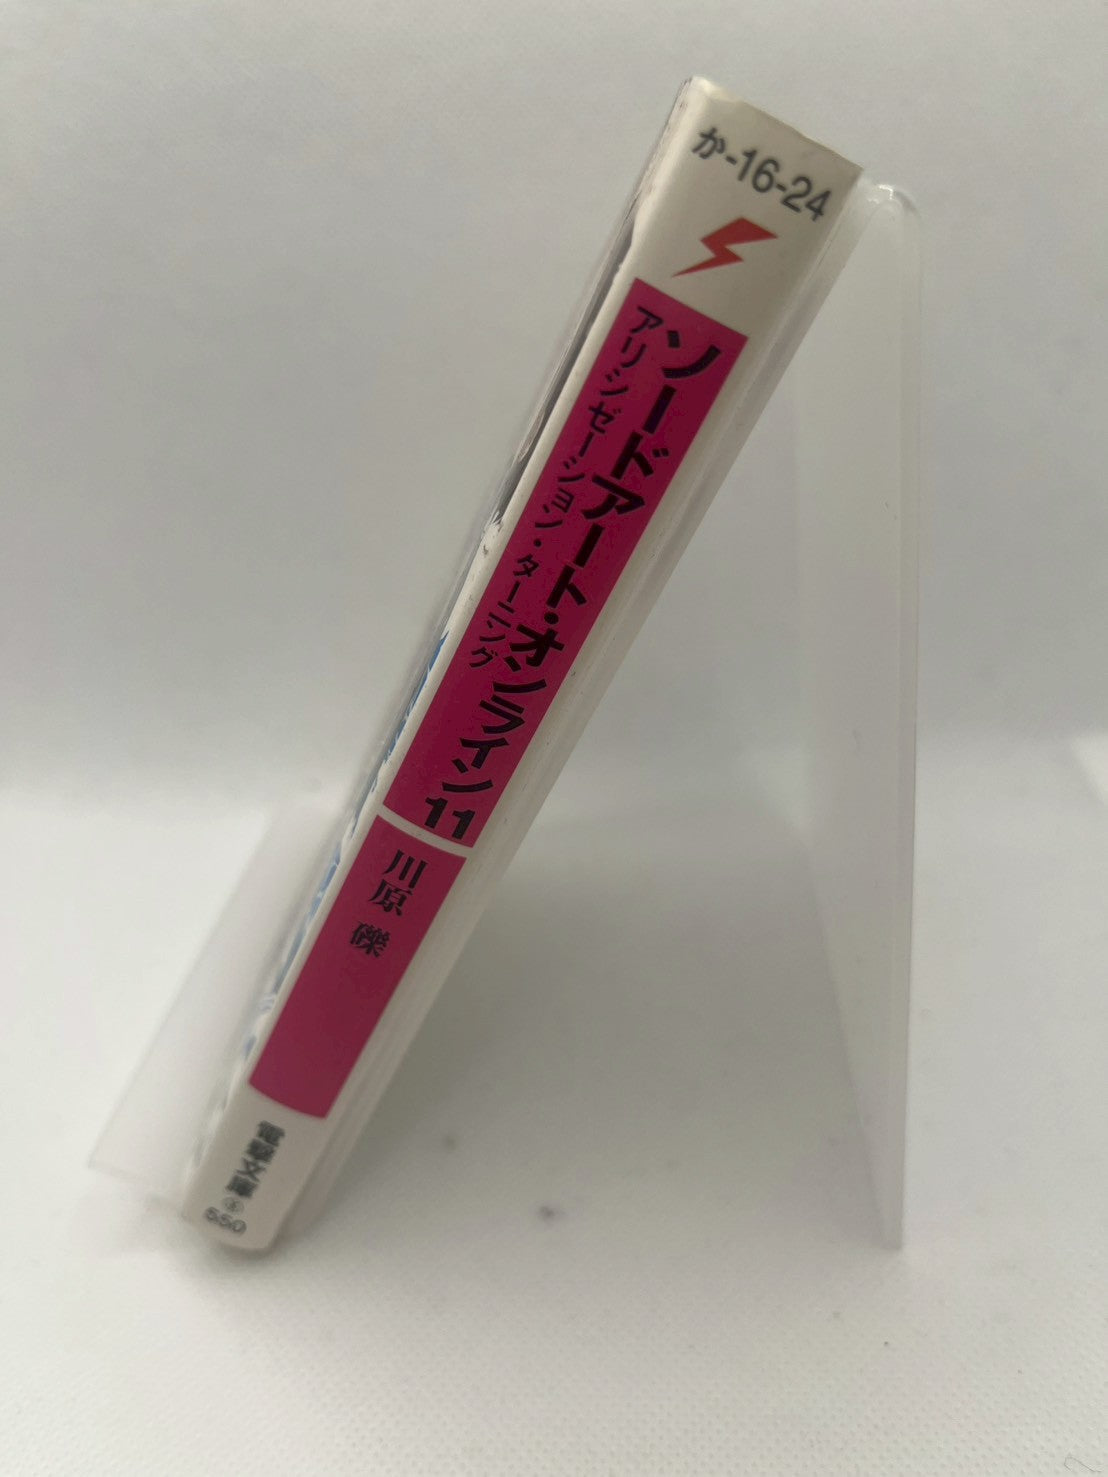 か-16-24
ソードアート・オンライン11
アリシゼーション・ターニング
川原 礫
電撃文庫
550